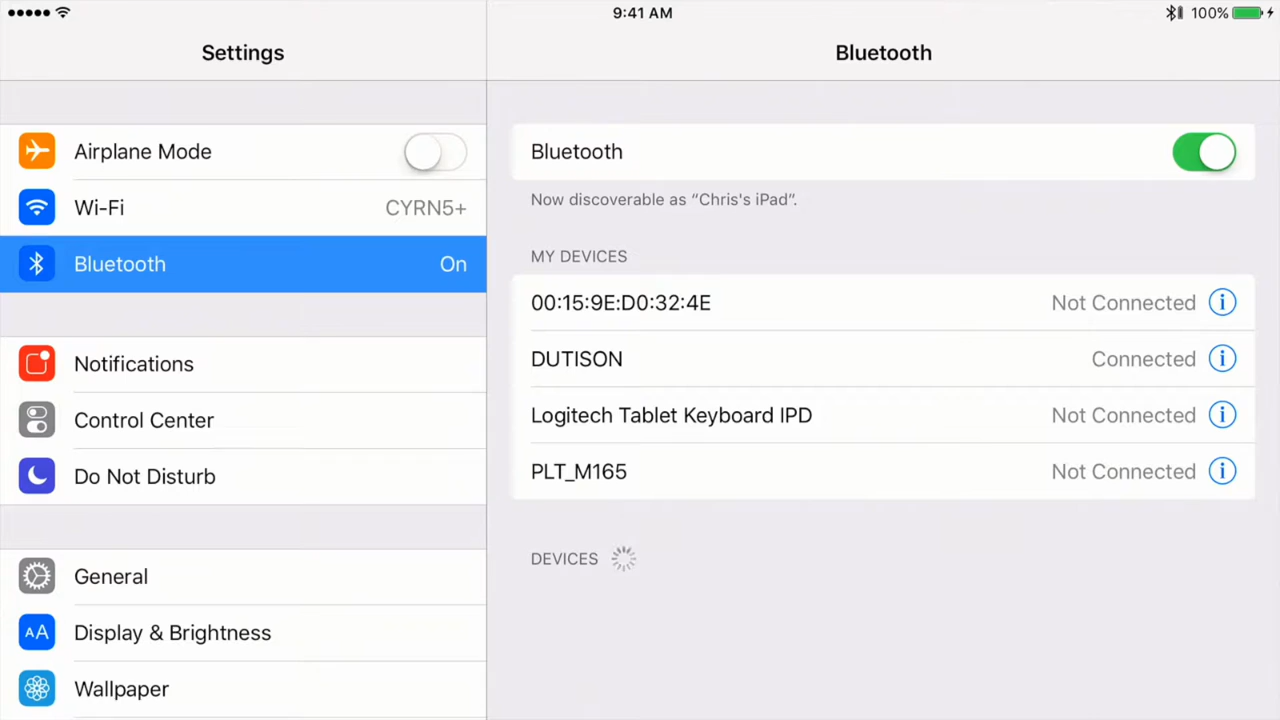 9:41 AM
100%
Settings
Bluetooth
Airplane Mode
Wi-Fi CYRN5+
Bluetooth On
Notifications
Control Center
Do Not Disturb
General
AA Display & Brightness
Wallpaper
Bluetooth
Now discoverable as “Chris's iPad”.
MY DEVICES
00:15:9E:D0:32:4E Not Connected
DUTISON Connected
Logitech Tablet Keyboard IPD Not Connected
PLT_M165 Not Connected
DEVICES